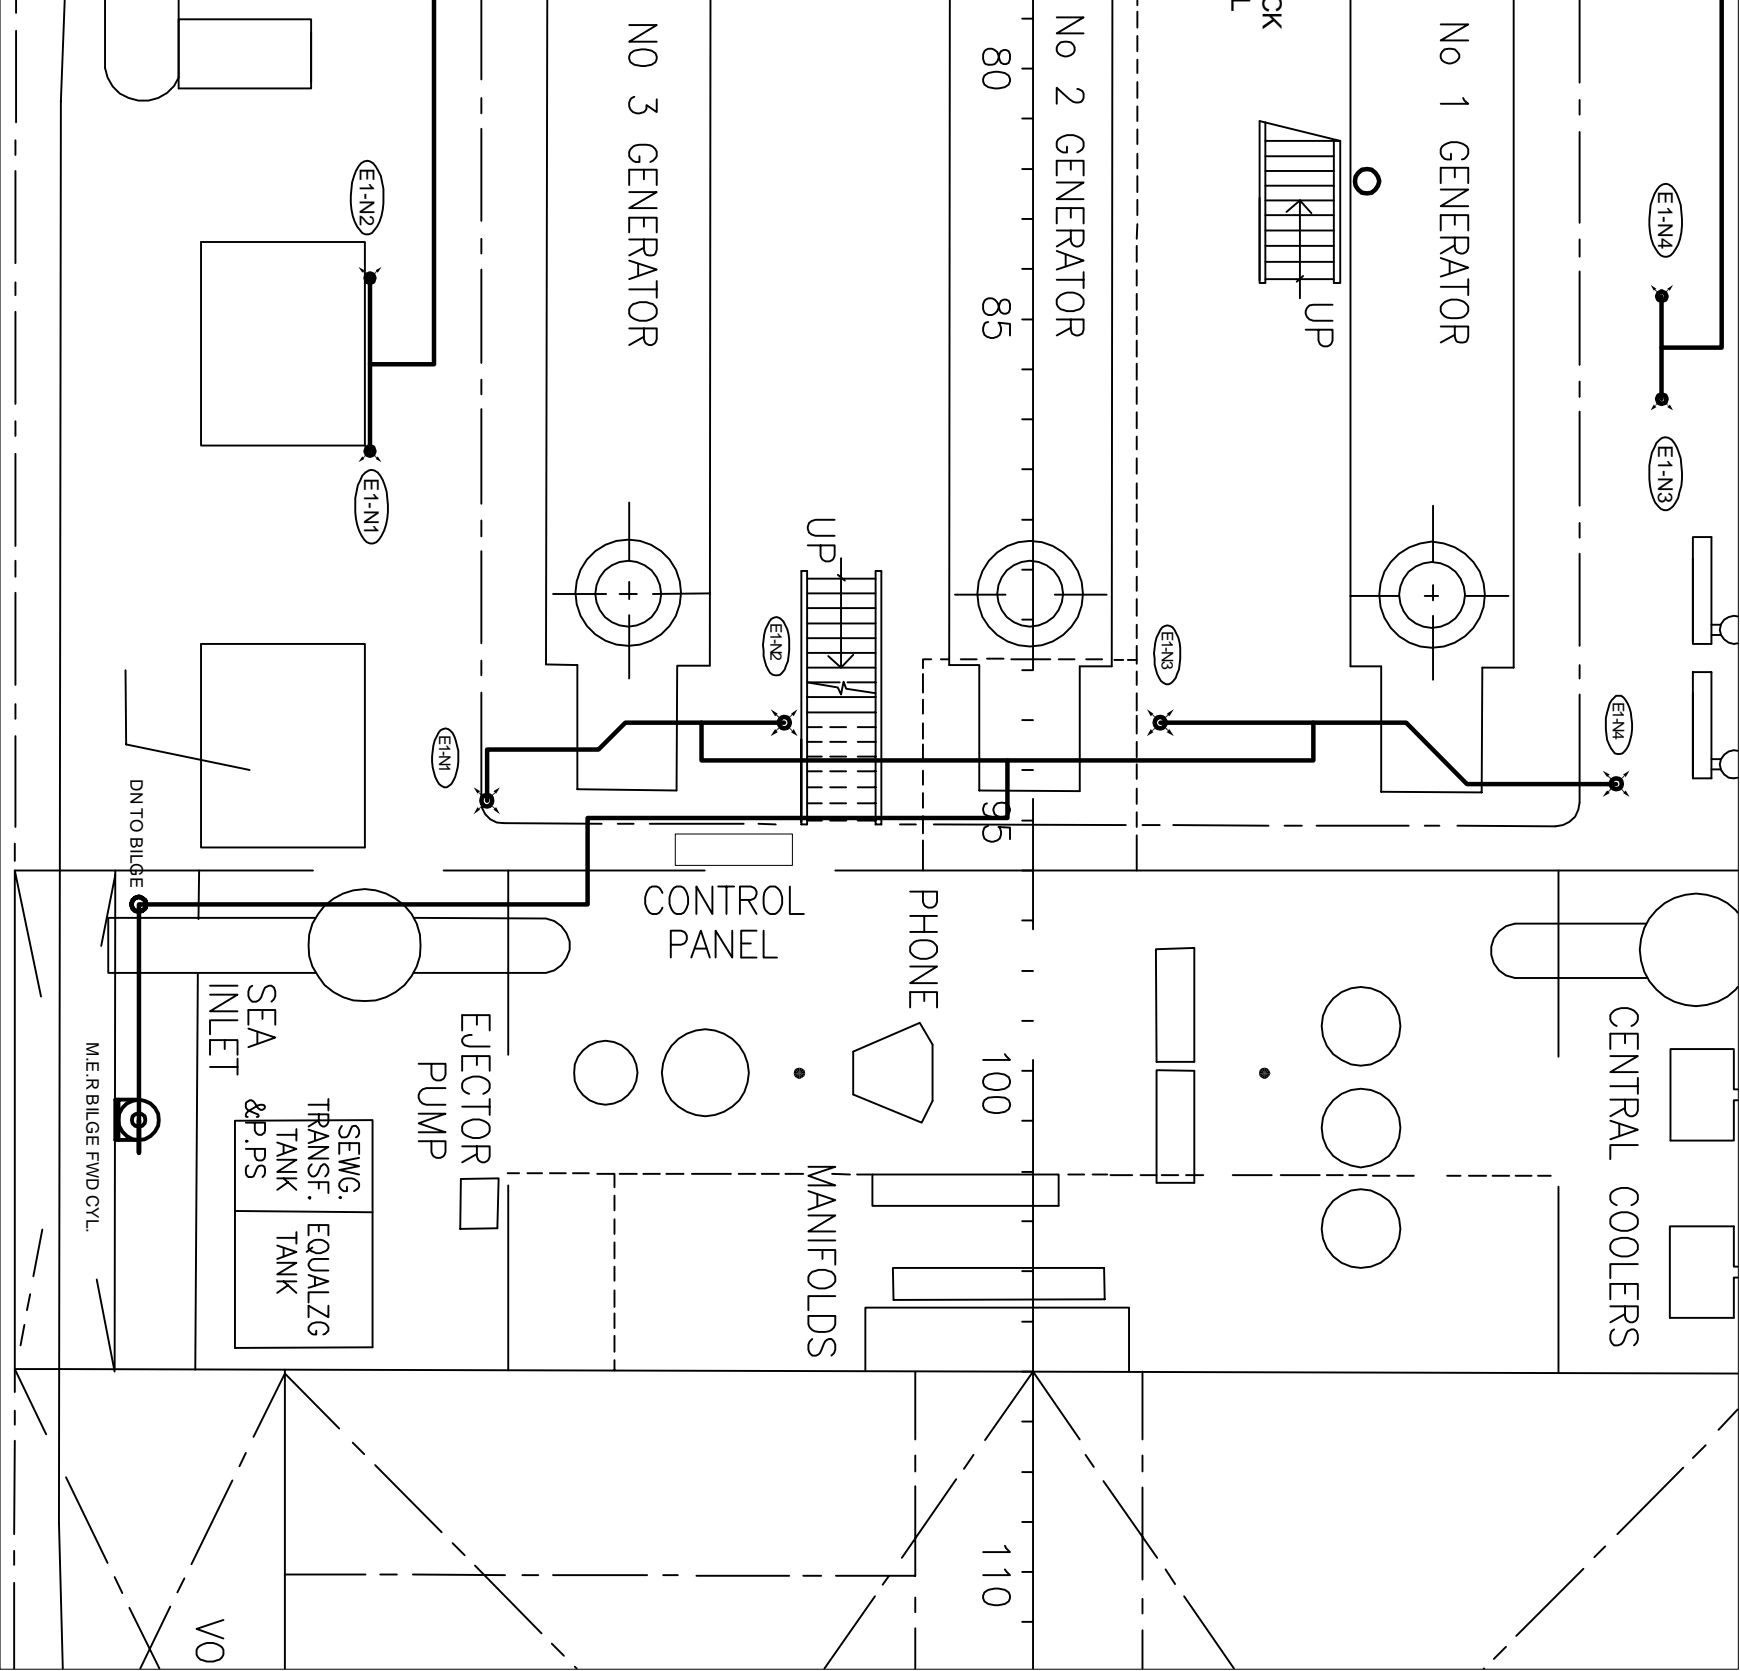 CK
L
NO 3 GENERATOR
80
No 2 GENERATOR
No 1 GENERATOR
E1-N2
E1-N4
85
UP
E1-N1
E1-N3
UP
E1-N2
E1-N3
E1-N1
E1-N4
95
DN TO BILGE
CONTROL
PANEL
PHONE
SEA
INLET
EJECTOR
PUMP
M.E.R BILGE FWD CYL.
SEWG.
TRANSF.
TANK
&P.PS
EQUALZG
TANK
100
MANIFOLDS
CENTRAL COOLERS
110
VO